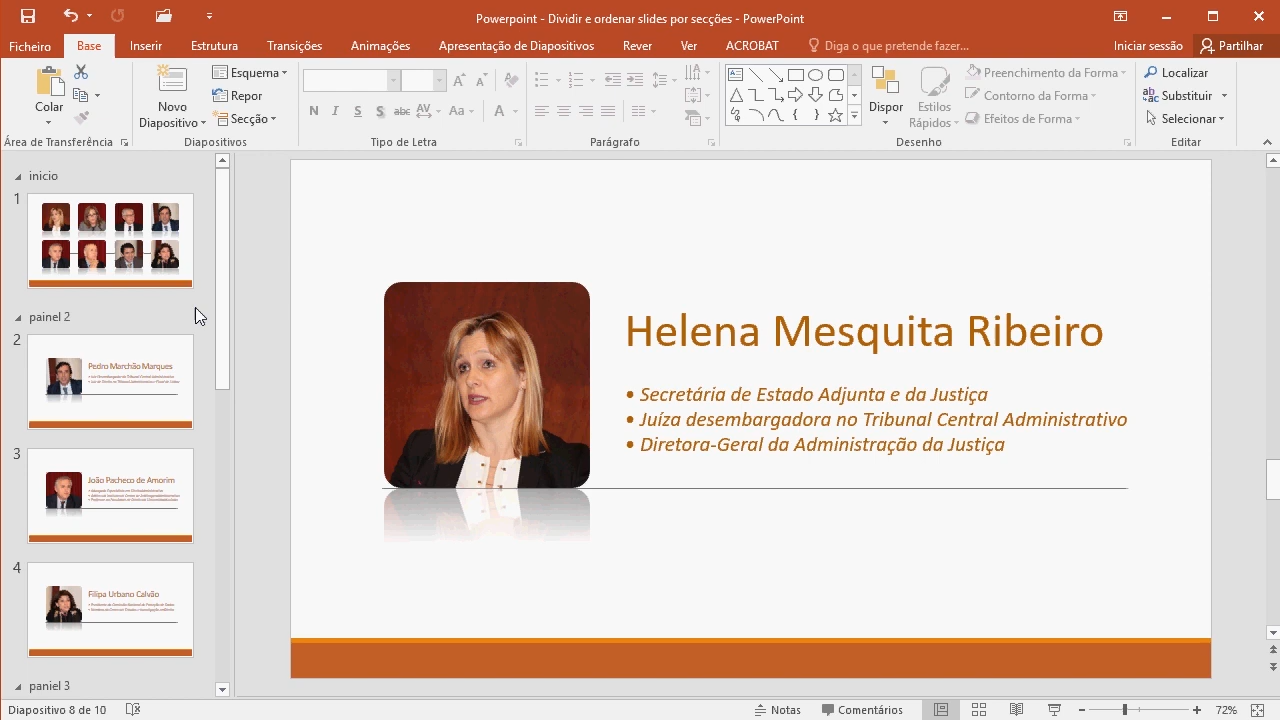 Powerpoint - Dividir e ordenar slides por secções - PowerPoint
Ficheiro Base Inserir Estrutura Transições Animações Apresentação de Diapositivos Rever Ver ACROBAT Diga o que pretende fazer... Iniciar sessão Partilhar
Colar
Área de Transferência
Novo Diapositivo
Esquema
Repor
Secção
Diapositivos
N I S S abc AV Aa A
Tipo de Letra
Parágrafo
Dispor
Estilos Rápidos
Preenchimento da Forma
Contorno da Forma
Efeitos de Forma
Desenho
Localizar
Substituir
Selecionar
Editar
inicio
1
painel 2
2
Pedro Marchão Marques
3
João Pacheco de Amorim
4
Filipa Urbano Calvão
paniel 3
Helena Mesquita Ribeiro
• Secretária de Estado Adjunta e da Justiça
• Juíza desembargadora no Tribunal Central Administrativo
• Diretora-Geral da Administração da Justiça
Diapositivo 8 de 10 Notas Comentários 72%